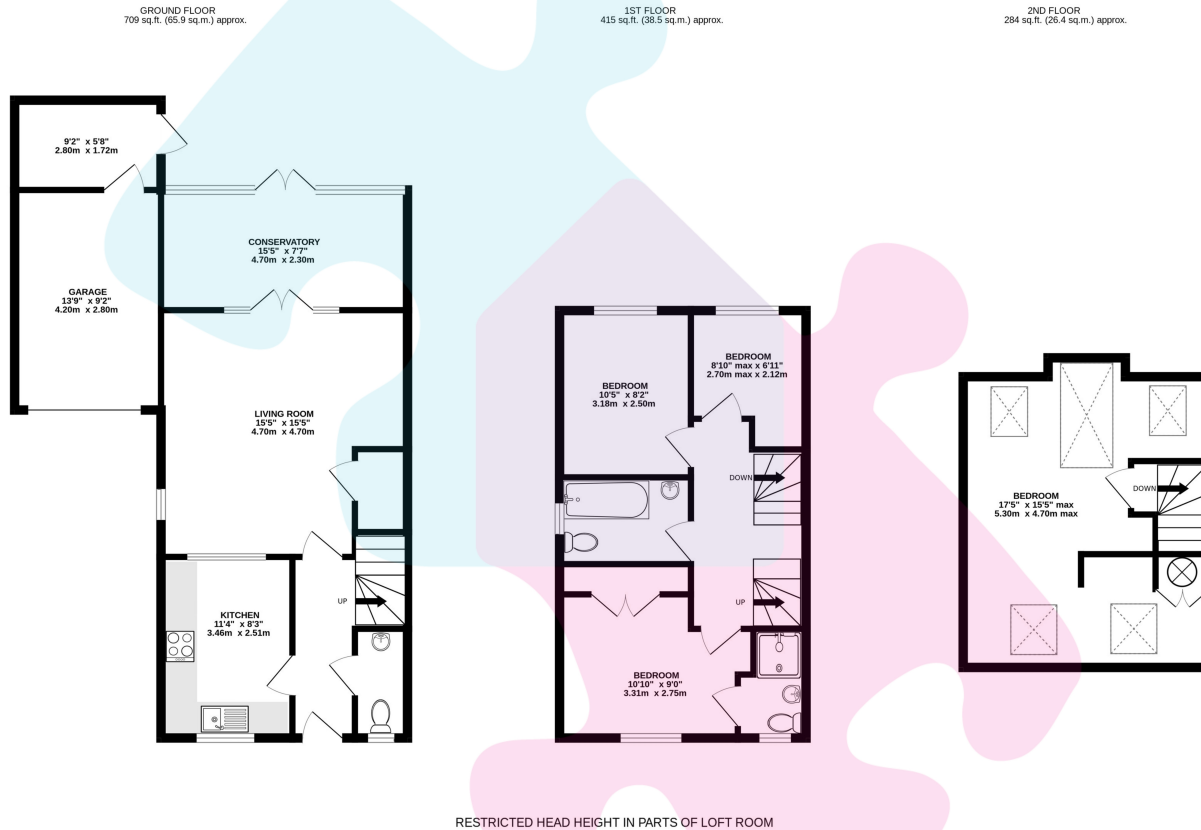 GROUND FLOOR
709 sq.ft. (65.9 sq.m.) approx.
1ST FLOOR
415 sq.ft. (38.5 sq.m.) approx.
2ND FLOOR
284 sq.ft. (26.4 sq.m.) approx.
9'2" x 5'8"
2.80m x 1.72m
CONSERVATORY
15'5" x 7'7"
4.70m x 2.30m
GARAGE
13'9" x 9'2"
4.20m x 2.80m
LIVING ROOM
15'5" x 15'5"
4.70m x 4.70m
UP
KITCHEN
11'4" x 8'3"
3.46m x 2.51m
BEDROOM
8'10" max x 6'11"
2.70m max x 2.12m
BEDROOM
10'5" x 8'2"
3.18m x 2.50m
DOWN
UP
BEDROOM
10'10" x 9'0"
3.31m x 2.75m
DOWN
BEDROOM
17'5" x 15'5" max
5.30m x 4.70m max
RESTRICTED HEAD HEIGHT IN PARTS OF LOFT ROOM